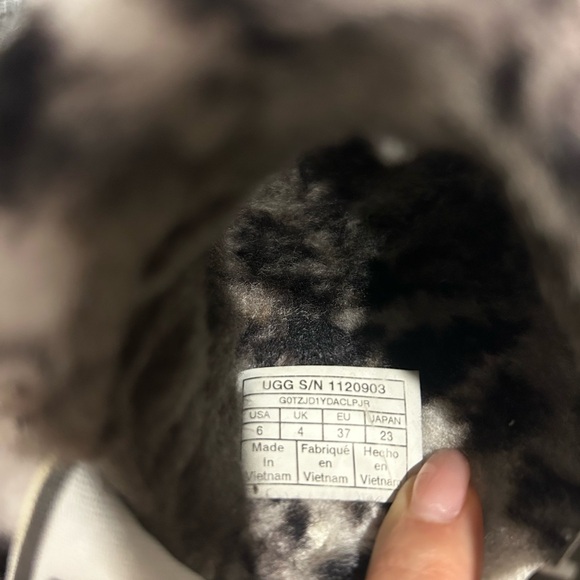 UGG S/N 1120903
G0TZJD1YDACLPJR
USA UK EU JAPAN
6 4 37 23
Made Fabriqué Hecho
In en en
Vietnam Vietnam Vietnam